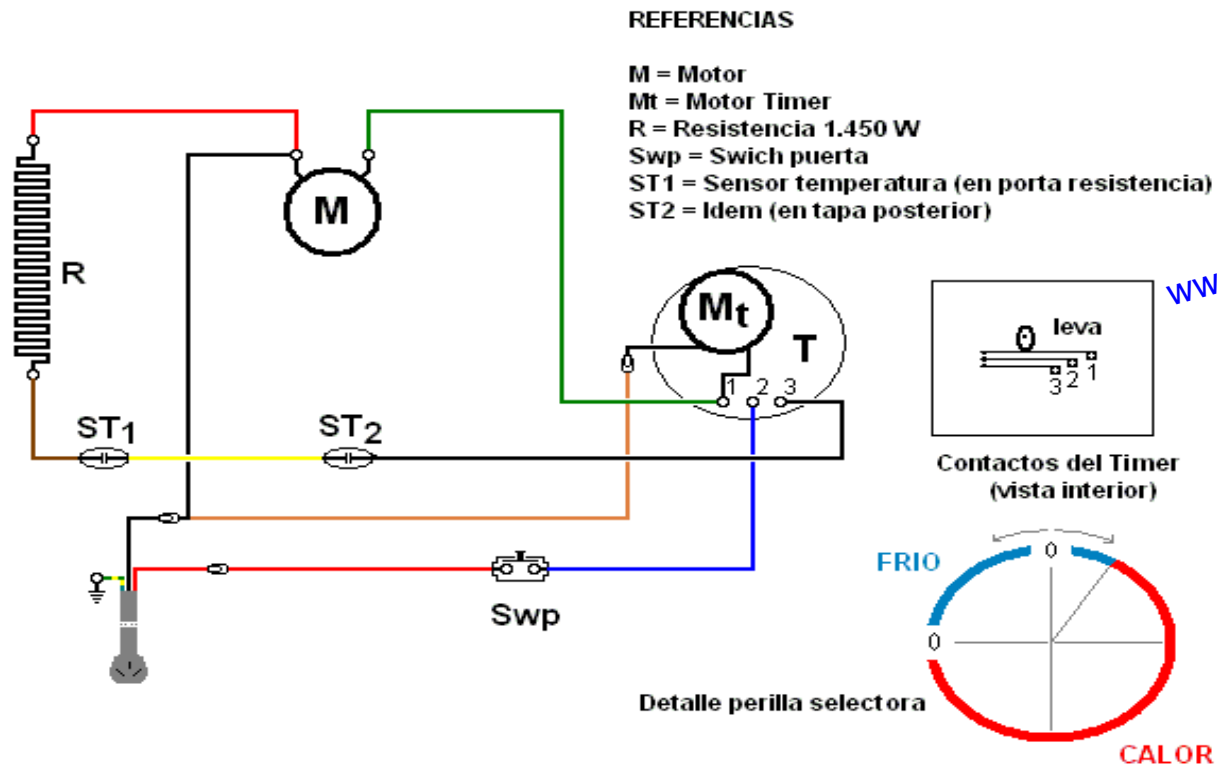 REFERENCIAS
M = Motor
Mt = Motor Timer
R = Resistencia 1.450 W
Swp = Swich puerta
ST1 = Sensor temperatura (en porta resistencia)
ST2 = Idem (en tapa posterior)
M
R
Mt
T
1 2 3
ST1
ST2
Swp
ww
0 leva
3 2 1
Contactos del Timer
(vista interior)
FRIO
0
0
Detalle perilla selectora
CALOR